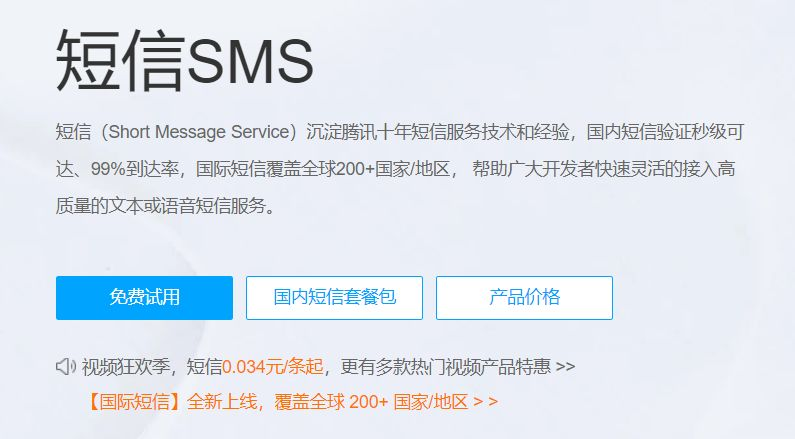 短信SMS
短信（Short Message Service）沉淀腾讯十年短信服务技术和经验，国内短信验证秒级可
达、99%到达率，国际短信覆盖全球200+国家/地区， 帮助广大开发者快速灵活的接入高
质量的文本或语音短信服务。
免费试用 国内短信套餐包 产品价格
视频狂欢季，短信0.034元/条起，更有多款热门视频产品特惠 >>
【国际短信】全新上线，覆盖全球 200+ 国家/地区 > >